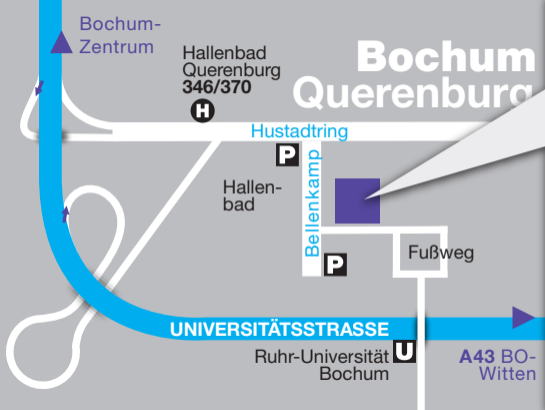 Bochum-
Zentrum
Hallenbad
Querenburg
346/370
H
Bochum
Querenburg
Hustadtring
P
Hallen-
bad
Bellenkamp
P
Fußweg
UNIVERSITÄTSSTRASSE
Ruhr-Universität
Bochum
U
A43 BO-
Witten